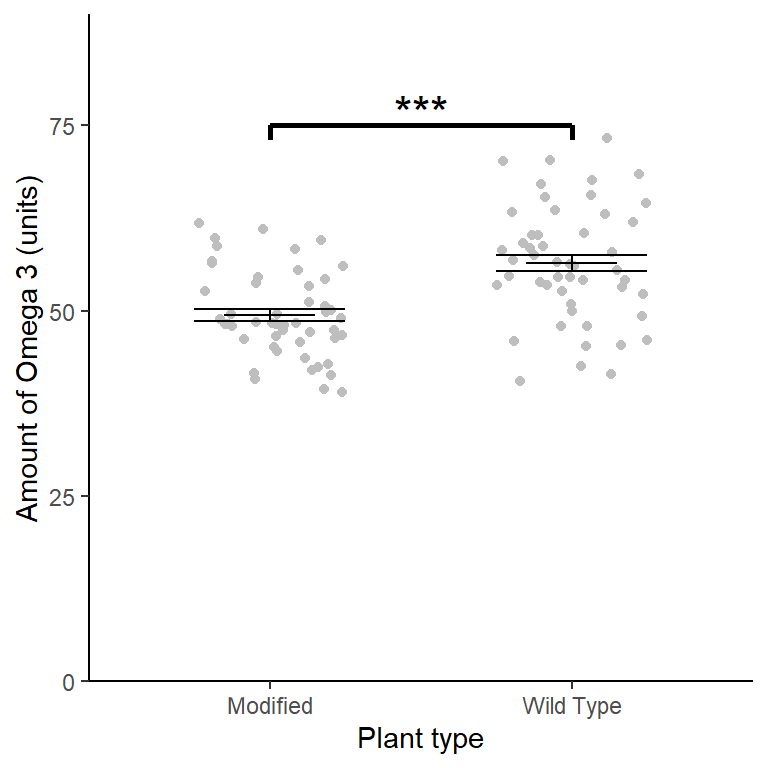 ***
75
50
25
0
Amount of Omega 3 (units)
Modified Wild Type
Plant type